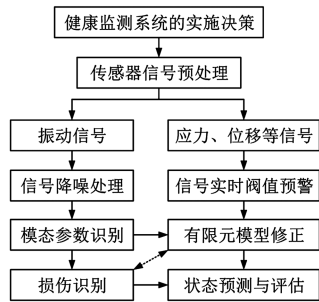 健康监测系统的实施决策
传感器信号预处理
振动信号
应力、位移等信号
信号降噪处理
信号实时阀值预警
模态参数识别
有限元模型修正
损伤识别
状态预测与评估